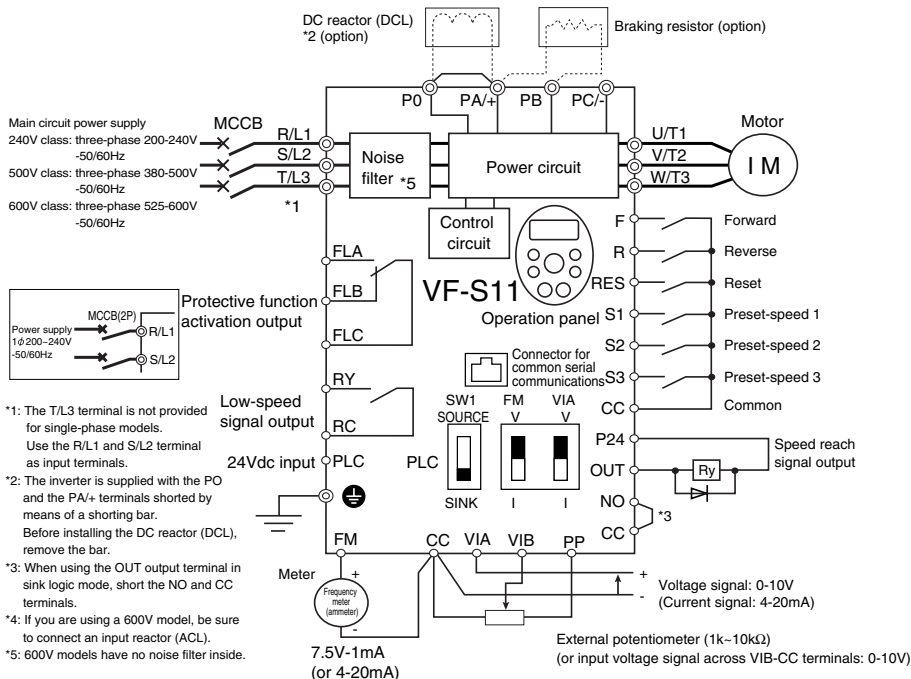 DC reactor (DCL)
*2 (option)
Braking resistor (option)
P0
PA/+
PB
PC/-
Main circuit power supply
240V class: three-phase 200-240V
-50/60Hz
500V class: three-phase 380-500V
-50/60Hz
600V class: three-phase 525-600V
-50/60Hz
MCCB
R/L1
S/L2
T/L3
*1
Noise
filter *5
Power circuit
Control
circuit
U/T1
V/T2
W/T3
Motor
I M
FLA
FLB
FLC
Protective function
activation output
VF-S11
Operation panel
F
R
RES
S1
S2
S3
CC
Forward
Reverse
Reset
Preset-speed 1
Preset-speed 2
Preset-speed 3
Common
MCCB(2P)
Power supply
1ϕ200~240V
-50/60Hz
R/L1
S/L2
RY
RC
Low-speed
signal output
24Vdc input
PLC
Connector for
common serial
communications
SW1
SOURCE
PLC
SINK
FM
V
I
VIA
V
I
P24
OUT
NO
CC
Ry
*3
Speed reach
signal output
*1: The T/L3 terminal is not provided
for single-phase models.
Use the R/L1 and S/L2 terminal
as input terminals.
*2: The inverter is supplied with the PO
and the PA/+ terminals shorted by
means of a shorting bar.
Before installing the DC reactor (DCL),
remove the bar.
*3: When using the OUT output terminal in
sink logic mode, short the NO and CC
terminals.
*4: If you are using a 600V model, be sure
to connect an input reactor (ACL).
*5: 600V models have no noise filter inside.
FM
CC
VIA
VIB
PP
Meter
+
Frequency
meter
(ammeter)
-
7.5V-1mA
(or 4-20mA)
+
-
Voltage signal: 0-10V
(Current signal: 4-20mA)
External potentiometer (1k~10kΩ)
(or input voltage signal across VIB-CC terminals: 0-10V)